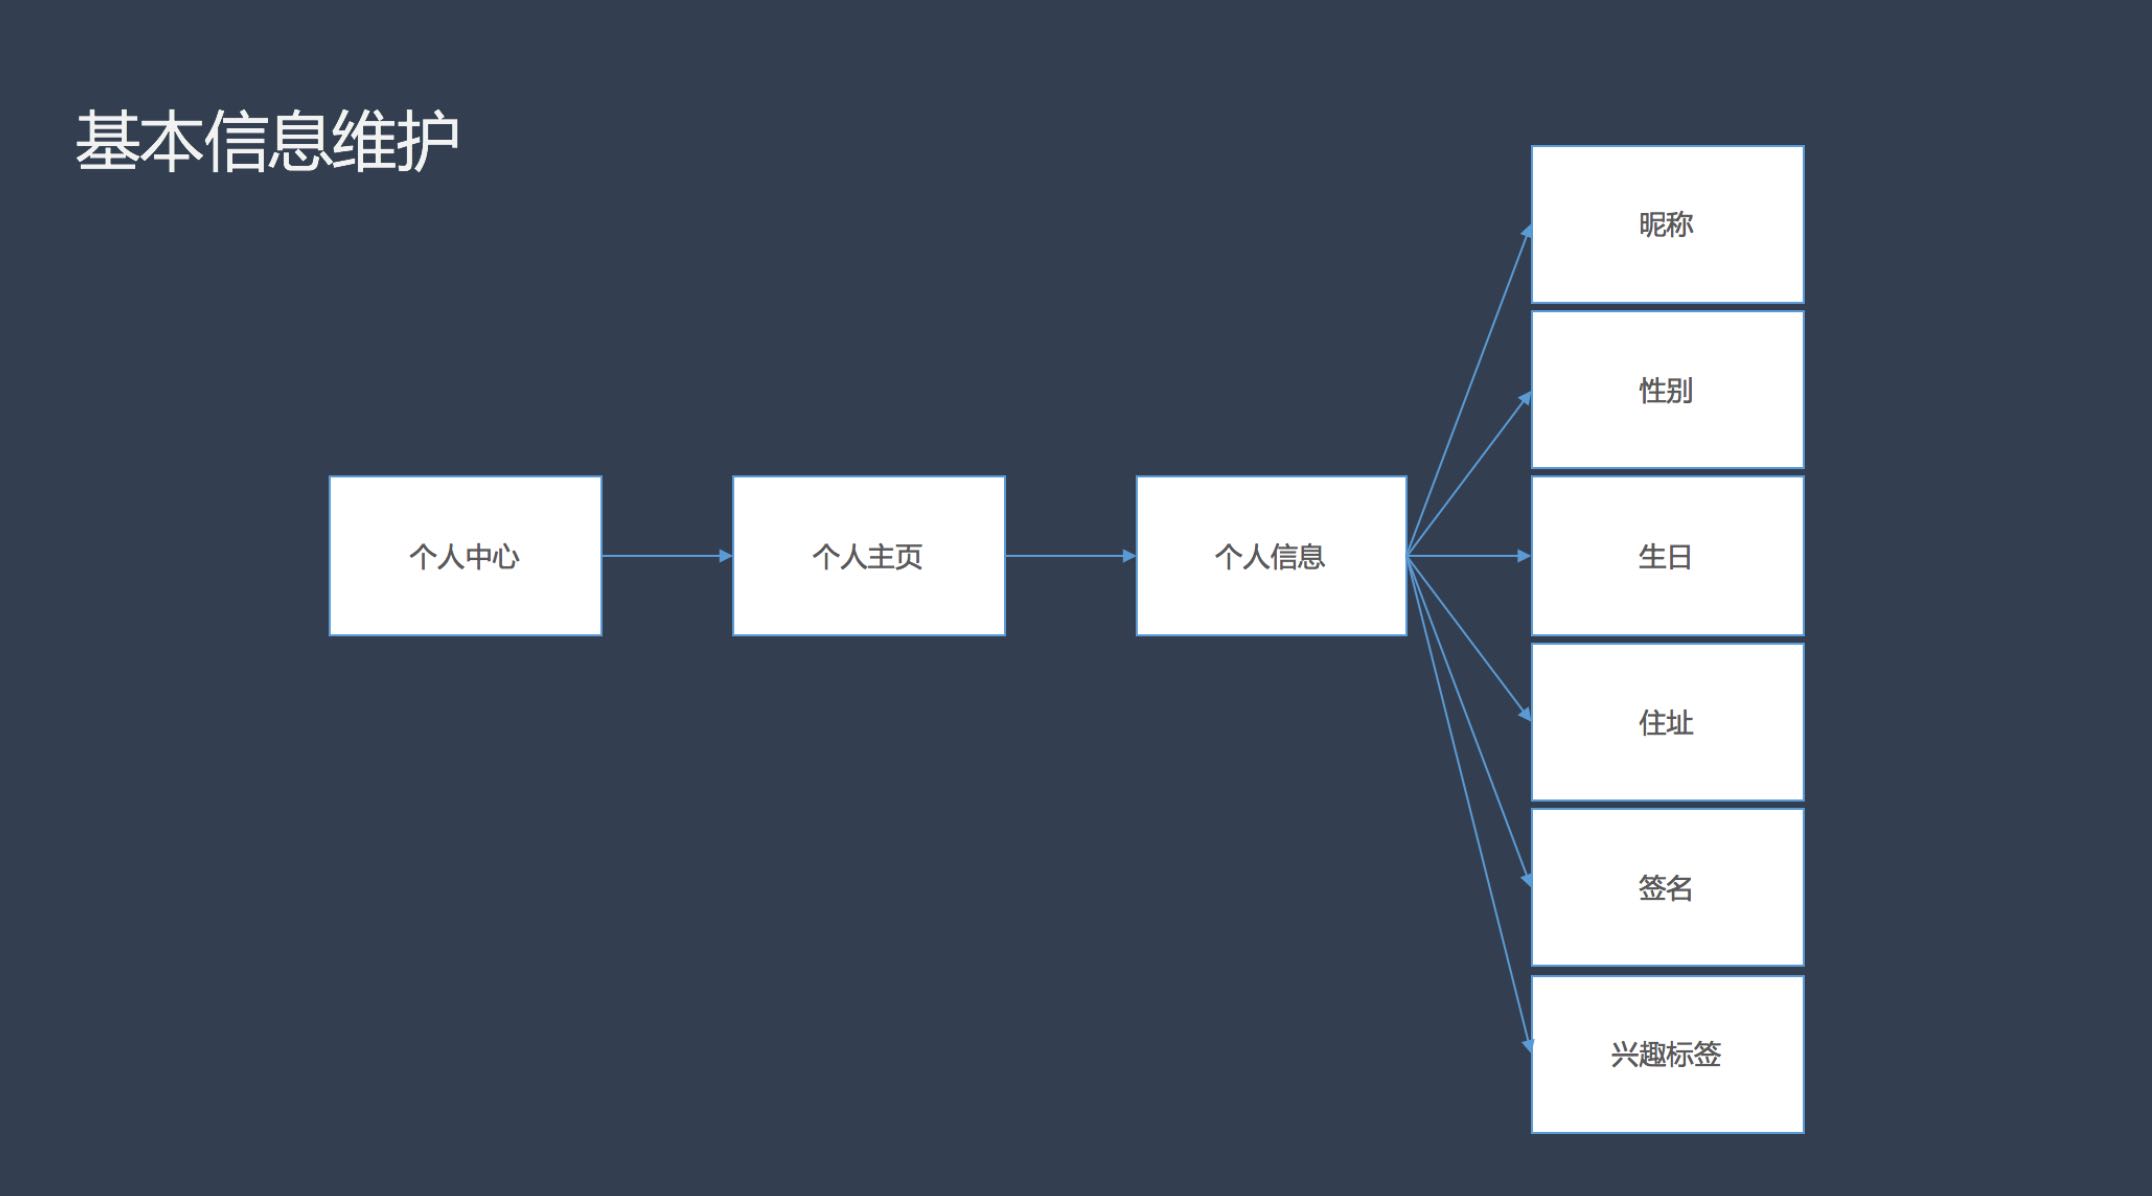 基本信息维护
个人中心
个人主页
个人信息
昵称
性别
生日
住址
签名
兴趣标签